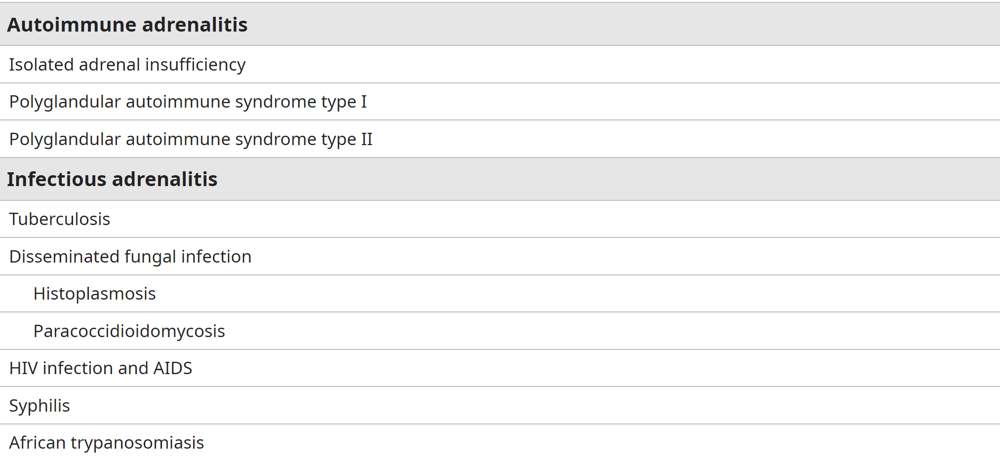 Autoimmune adrenalitis
Isolated adrenal insufficiency
Polyglandular autoimmune syndrome type I
Polyglandular autoimmune syndrome type II
Infectious adrenalitis
Tuberculosis
Disseminated fungal infection
Histoplasmosis
Paracoccidioidomycosis
HIV infection and AIDS
Syphilis
African trypanosomiasis